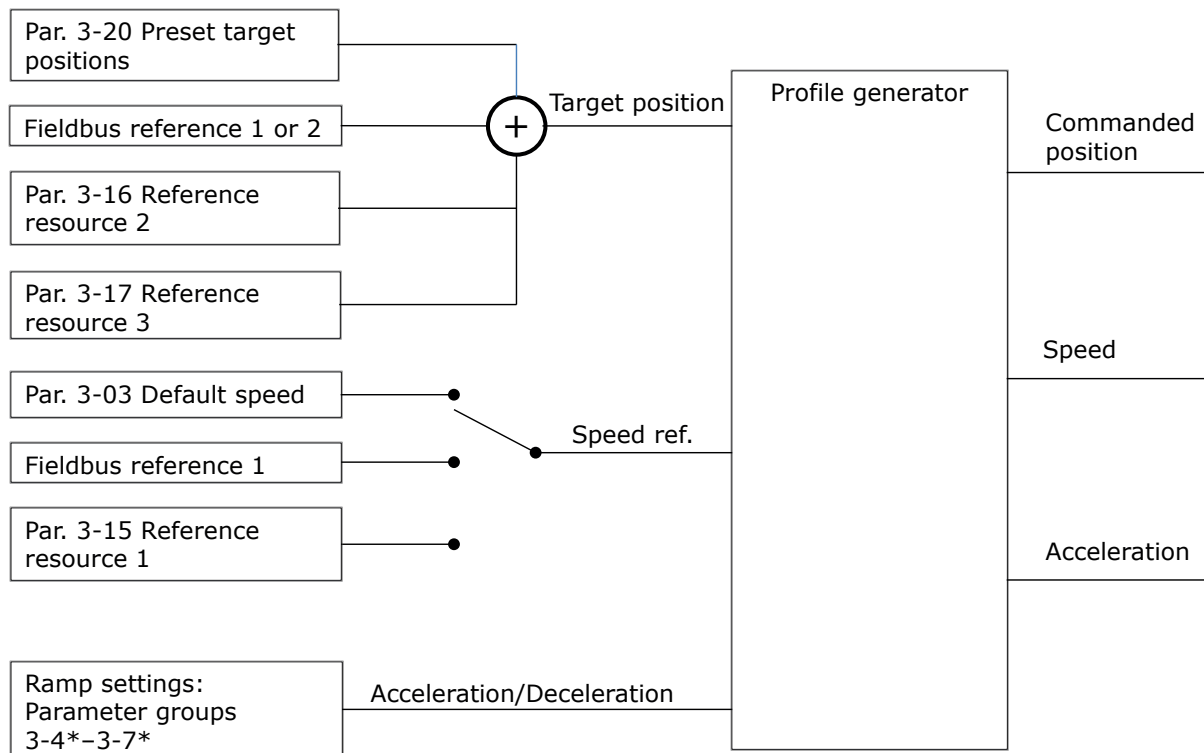 Par. 3-20 Preset target
positions
Fieldbus reference 1 or 2
Par. 3-16 Reference
resource 2
Par. 3-17 Reference
resource 3
+
Target position
Par. 3-03 Default speed
Fieldbus reference 1
Par. 3-15 Reference
resource 1
Speed ref.
Ramp settings:
Parameter groups
3-4*–3-7*
Acceleration/Deceleration
Profile generator
Commanded
position
Speed
Acceleration